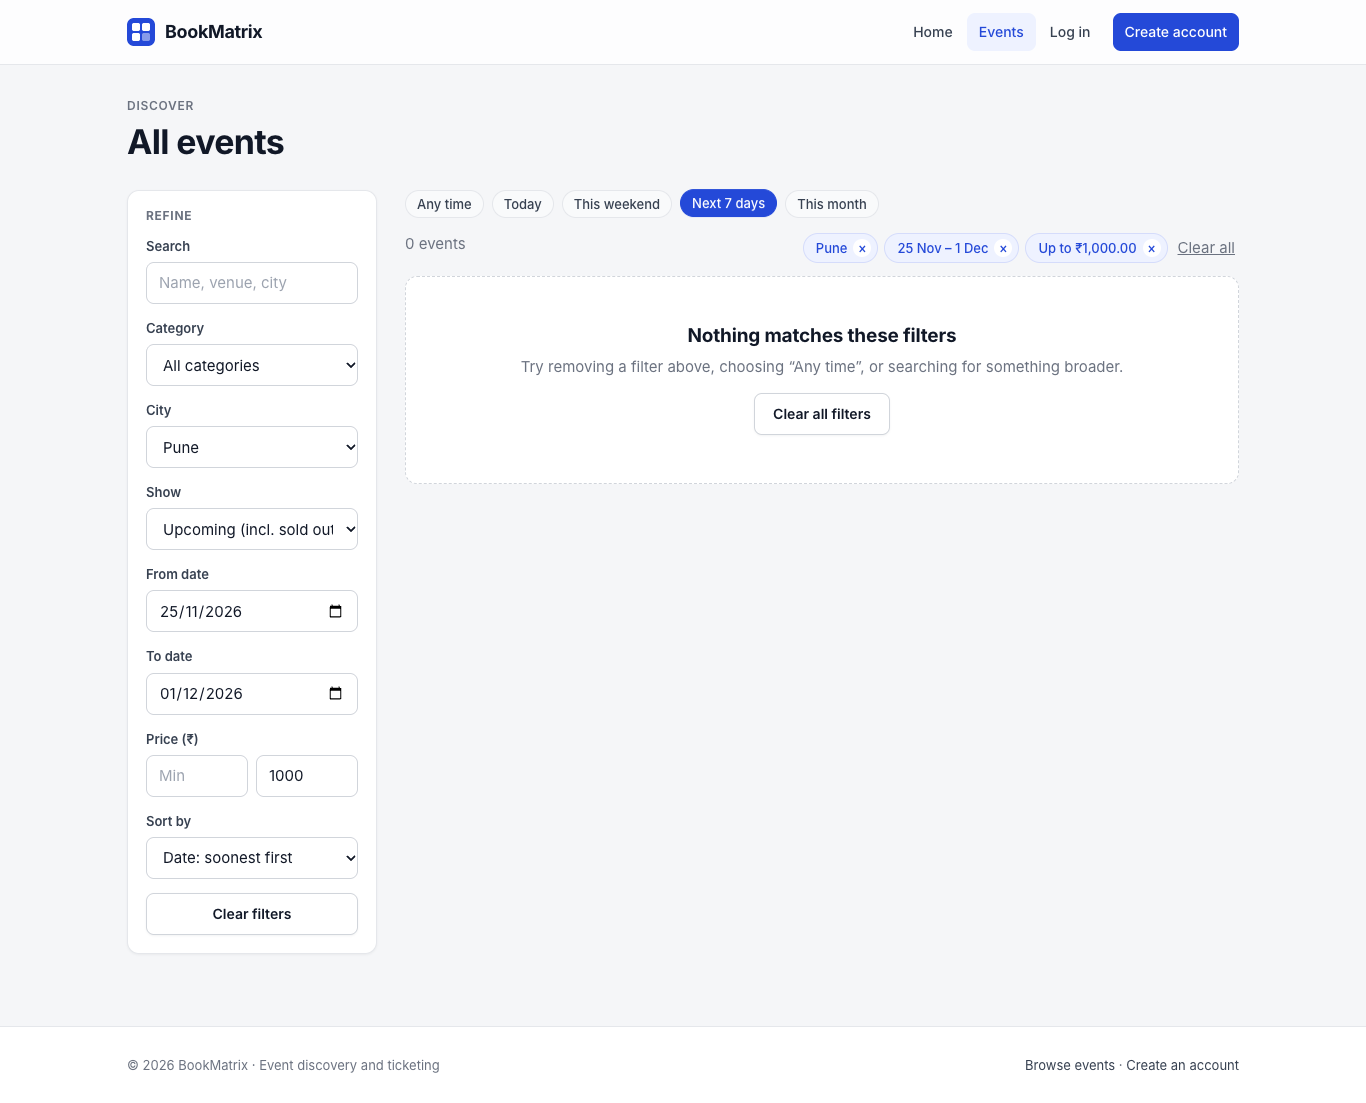 BookMatrix
Home Events Log in Create account
DISCOVER
All events
REFINE
Search
Name, venue, city
Category
All categories
City
Pune
Show
Upcoming (incl. sold out
From date
25/11/2026
To date
01/12/2026
Price (₹)
Min 1000
Sort by
Date: soonest first
Clear filters
Any time Today This weekend Next 7 days This month
0 events
Pune × 25 Nov – 1 Dec × Up to ₹1,000.00 × Clear all
Nothing matches these filters
Try removing a filter above, choosing “Any time”, or searching for something broader.
Clear all filters
© 2026 BookMatrix · Event discovery and ticketing
Browse events · Create an account